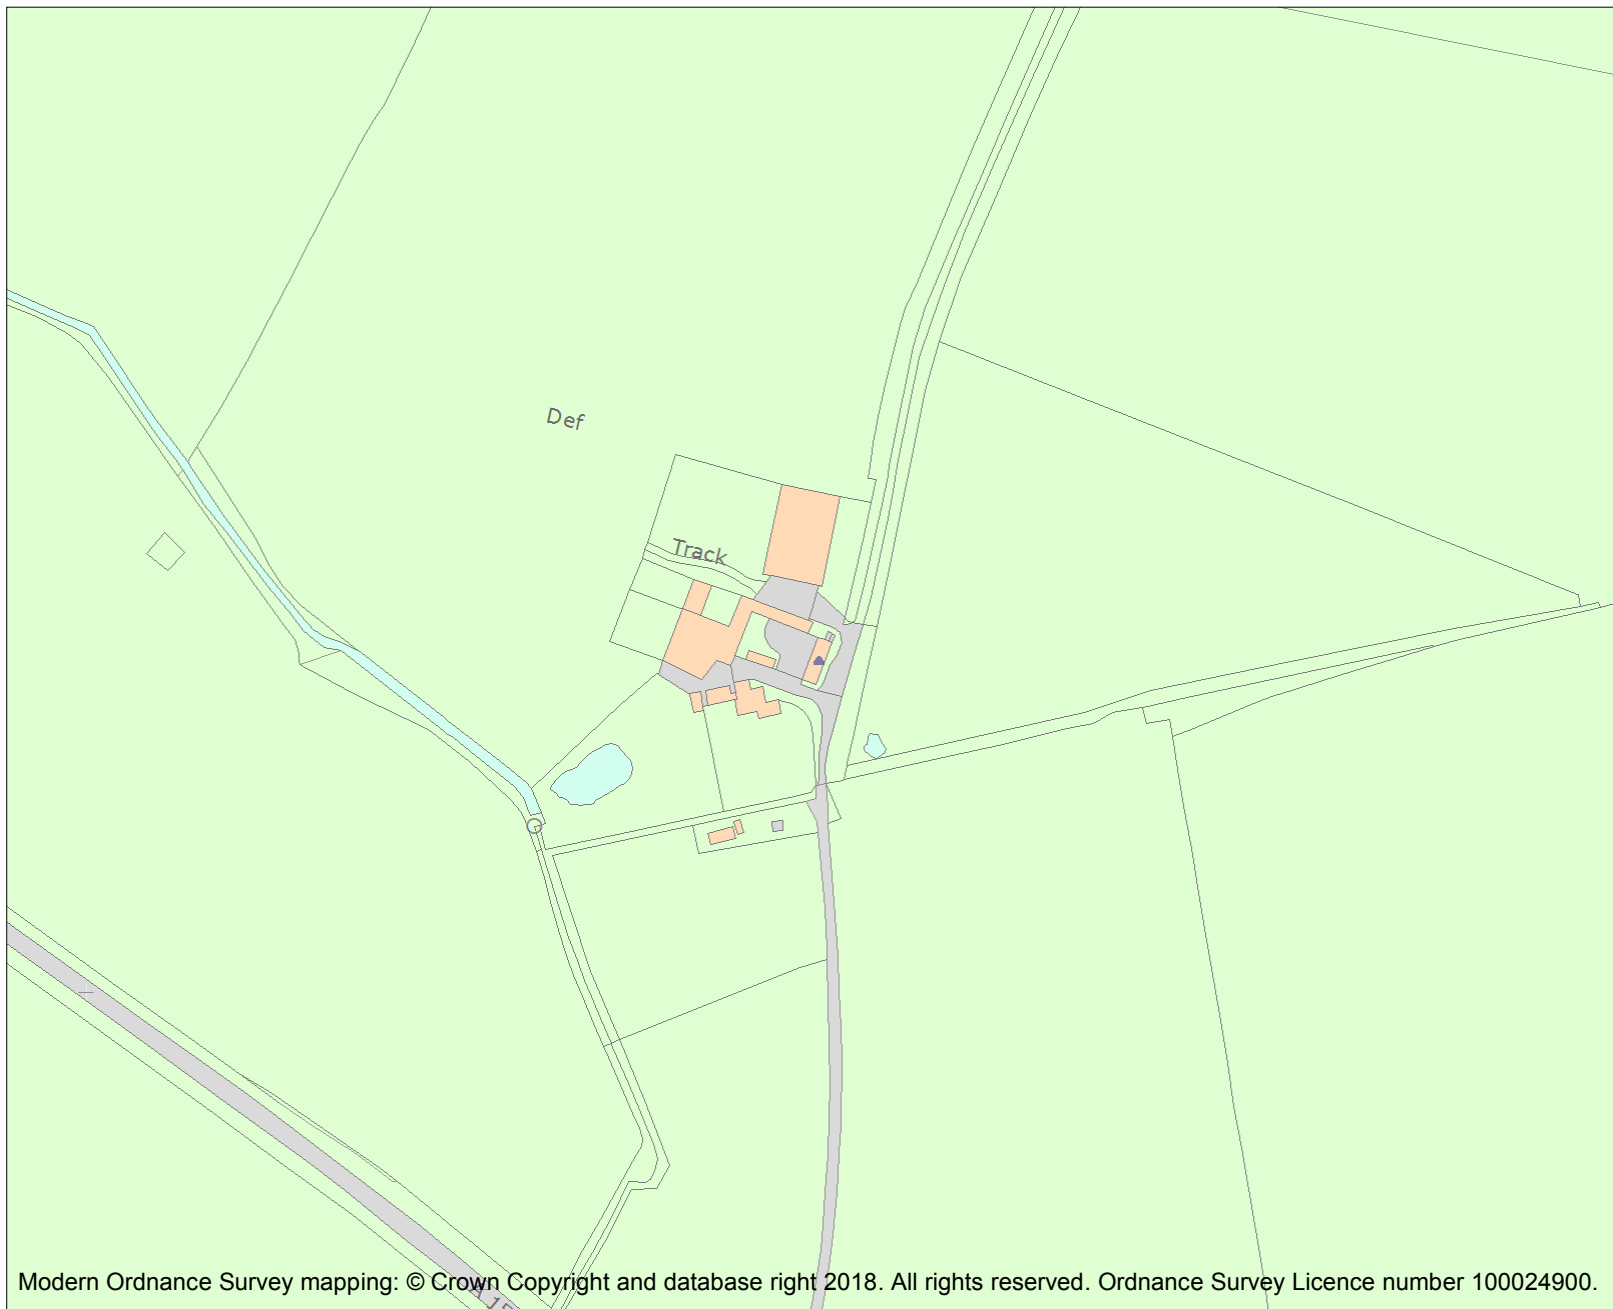 Def
Track
Modern Ordnance Survey mapping: © Crown Copyright and database right 2018. All rights reserved. Ordnance Survey Licence number 100024900.